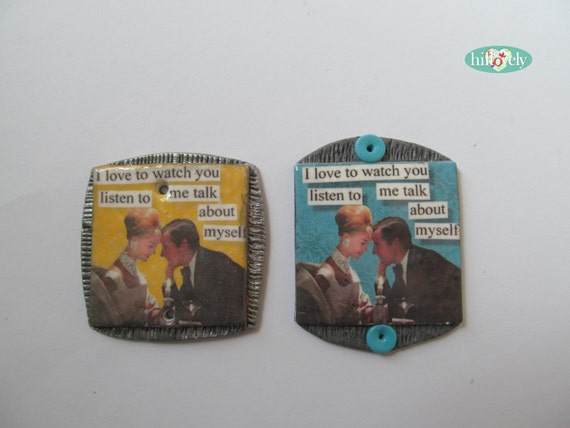 hilovely
I love to watch you
listen to me talk
about
myself
I love to watch you
listen to me talk
about
myself